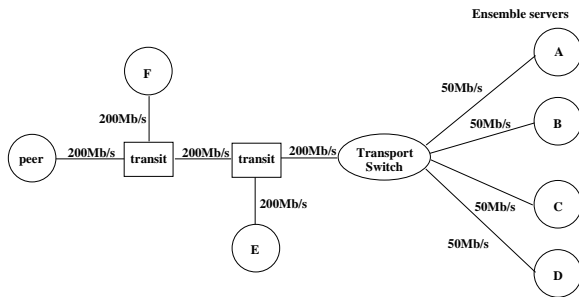 Ensemble servers
A
F
50Mb/s
200Mb/s
B
50Mb/s
peer
200Mb/s
transit
200Mb/s
transit
200Mb/s
Transport
Switch
200Mb/s
50Mb/s
C
E
50Mb/s
D